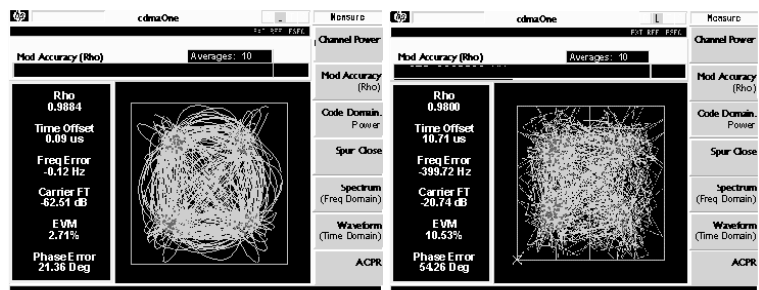 hp cdmaOne Measure
EXT REF
Channel Power
Mod Accuracy (Rho)
Averages: 10
Mod Accuracy
(Rho)
Code Domain.
Power
Spur Close
Spectrum
(Freq Domain)
Waveform
(Time Domain)
ACPR
Rho
0.9884
Time Offset
0.09 us
Freq Error
-0.12 Hz
Carrier FT
-62.51 dB
EVM
2.71%
Phase Error
21.36 Deg
hp cdmaOne L Measure
EXT REF
Channel Power
Mod Accuracy (Rho)
Averages: 10
Mod Accuracy
(Rho)
Code Domain.
Power
Spur Close
Spectrum
(Freq Domain)
Waveform
(Time Domain)
ACPR
Rho
0.9800
Time Offset
10.71 us
Freq Error
-399.72 Hz
Carrier FT
-20.74 dB
EVM
10.53%
Phase Error
54.26 Deg